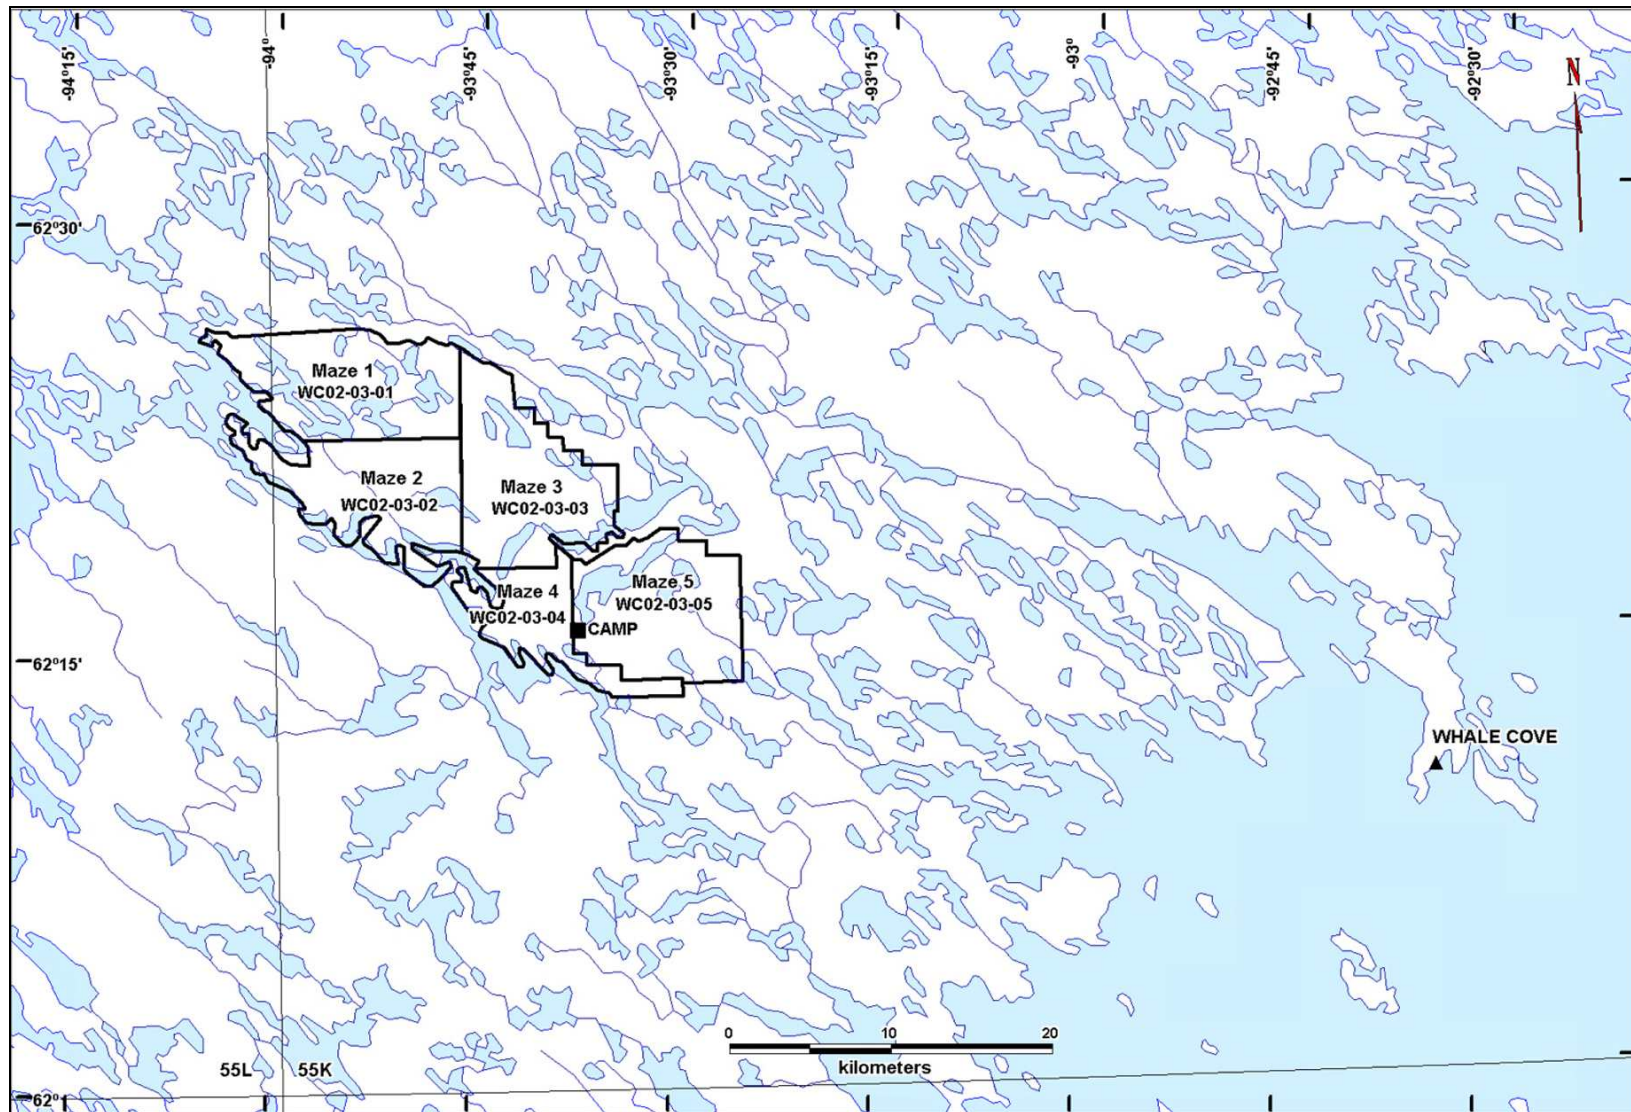 -94°15'
-94°
-93°45'
-93°30'
-93°15'
-93°
-92°45'
-92°30'
N
62°30'
Maze 1
WC02-03-01
Maze 2
WC02-03-02
Maze 3
WC02-03-03
Maze 4
WC02-03-04
Maze 5
WC02-03-05
CAMP
62°15'
WHALE COVE
0 10 20
kilometers
55L 55K
62°